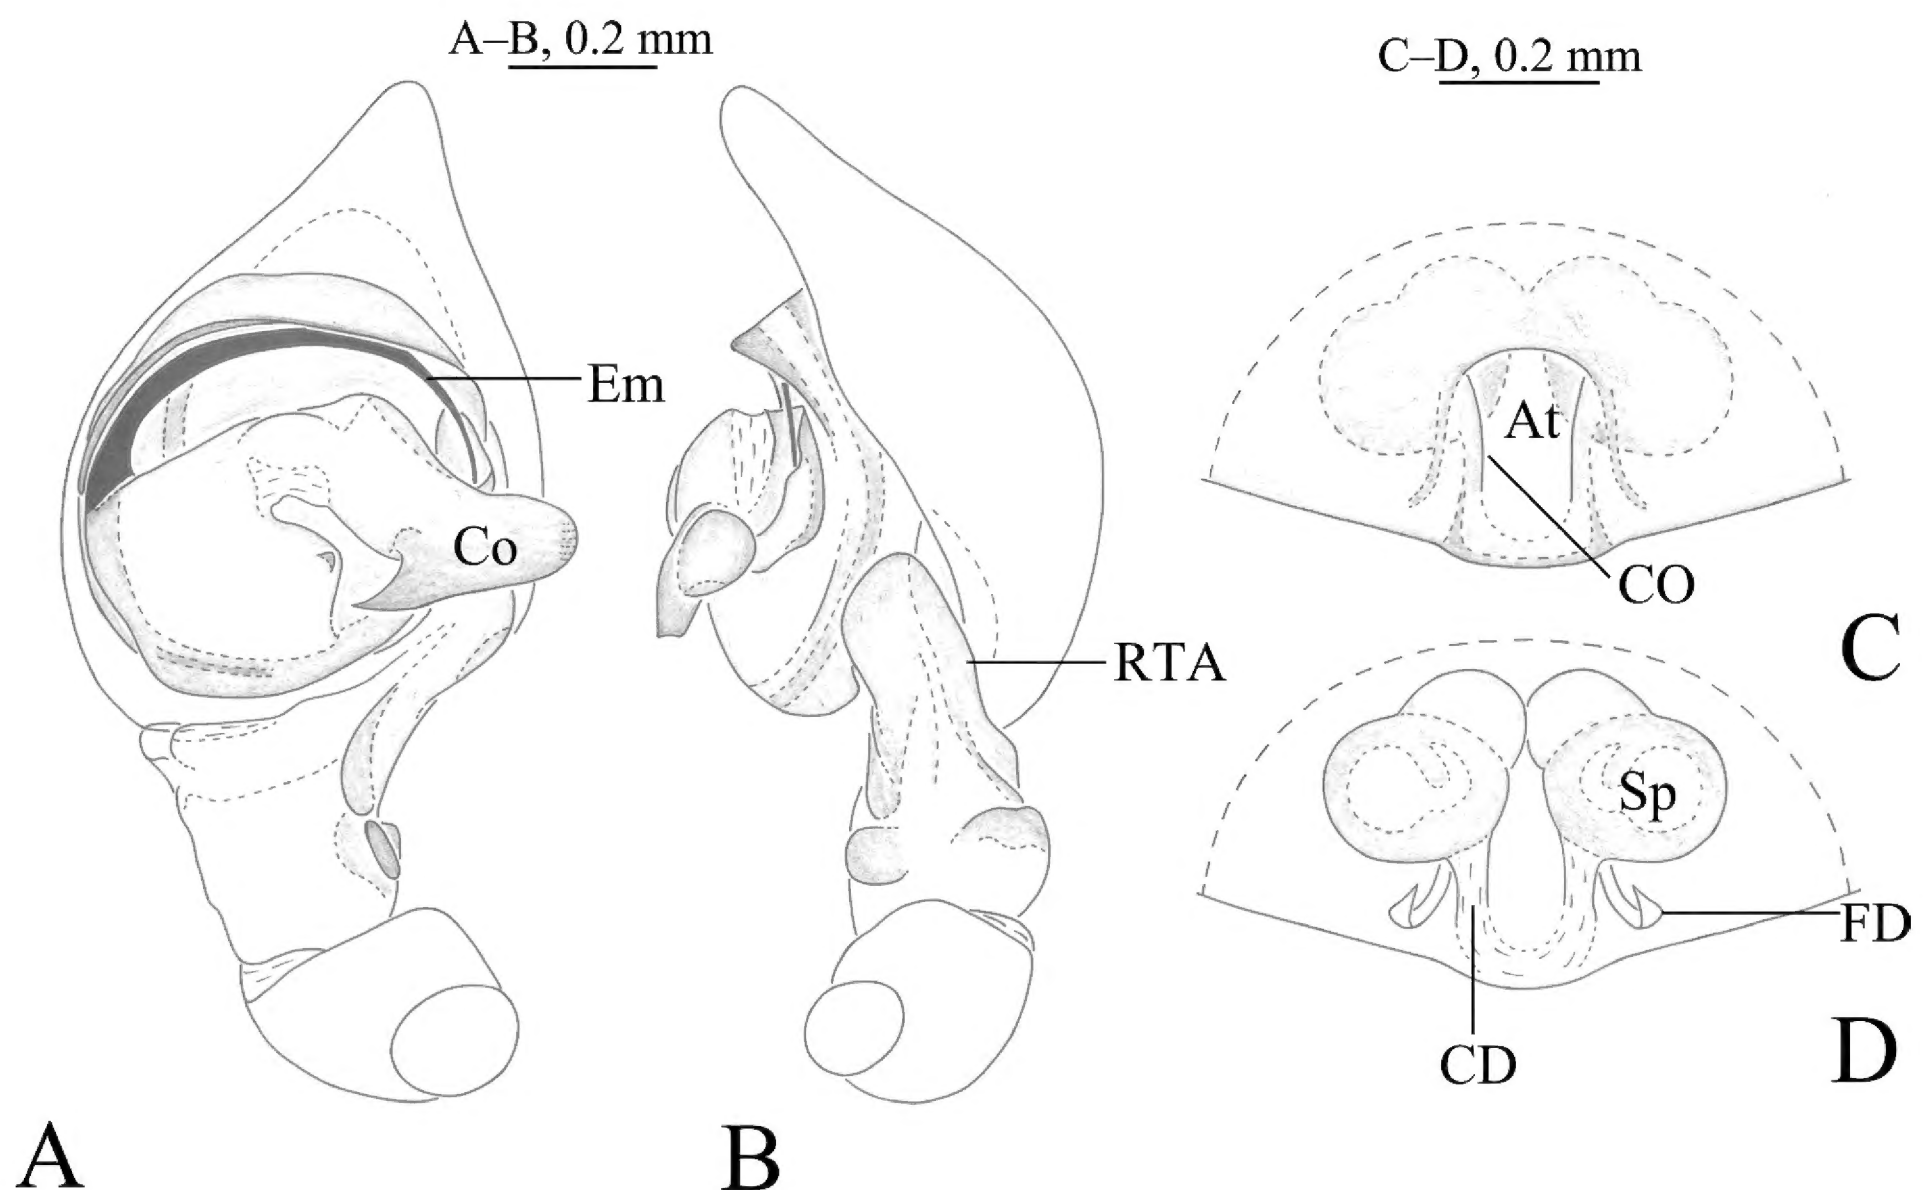 A–B, 0.2 mm
C–D, 0.2 mm
Em
Co
At
CO
C
RTA
Sp
FD
CD
D
A
B